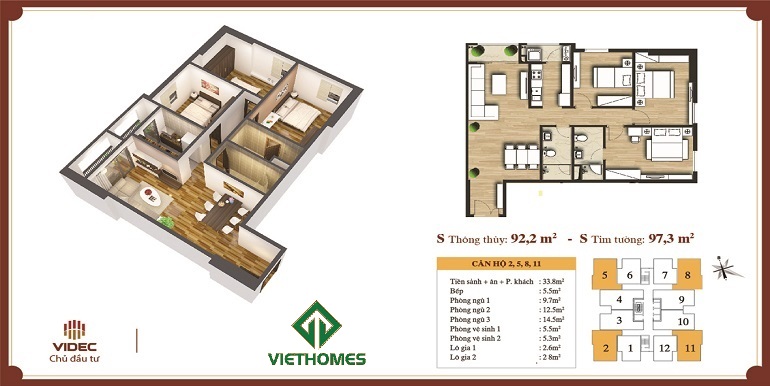 S Thông thủy: 92,2 m² - S Tim tường: 97,3 m²
CĂN HỘ 2, 5, 8, 11
Tiền sảnh + ăn + P. khách : 33.8m²
Bếp : 5.5m²
Phòng ngủ 1 : 9.7m²
Phòng ngủ 2 : 12.5m²
Phòng ngủ 3 : 14.5m²
Phòng vệ sinh 1 : 5.5m²
Phòng vệ sinh 2 : 5.3m²
Lô gia 1 : 2.6m²
Lô gia 2 : 2.8m²
5 6 7 8
4 9
3 10
2 1 12 11
VIDEC
Chủ đầu tư
VIETHOMES